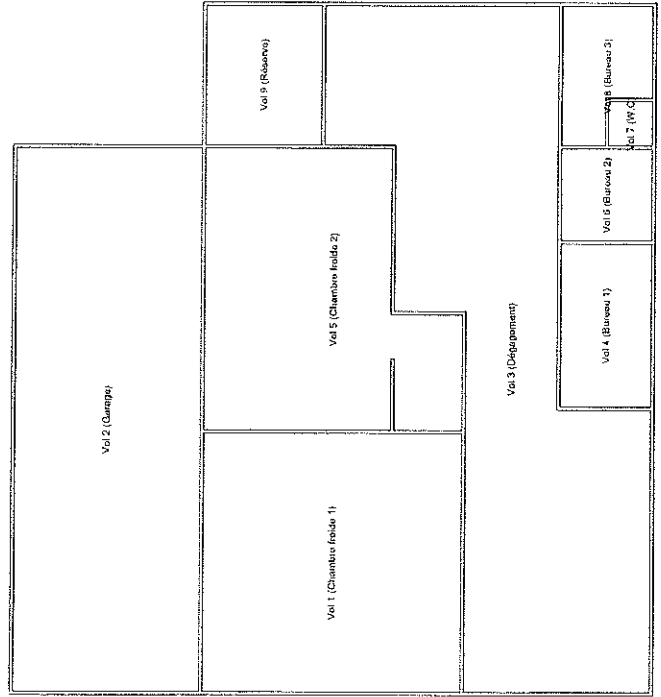 Vol 9 (Réserve)
Vol 8 (Bureau 3)
Vol 7 (W.C)
Vol 6 (Bureau 2)
Vol 5 (Chambre froide 2)
Vol 4 (Bureau 1)
Vol 3 (Dégagement)
Vol 2 (Garage)
Vol 1 (Chambre froide 1)